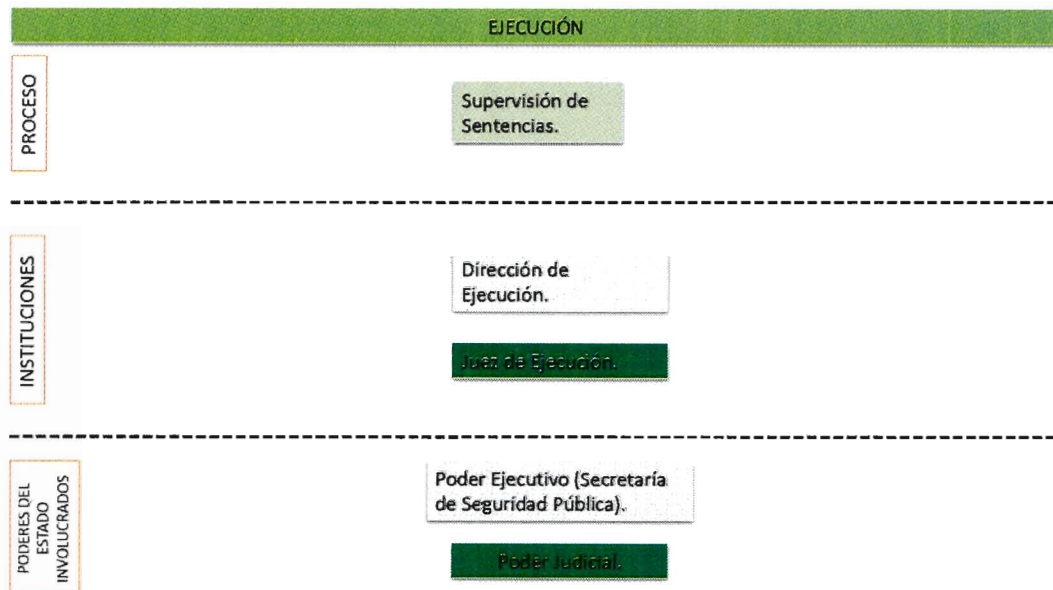 EJECUCIÓN
PROCESO
Supervisión de
Sentencias.
INSTITUCIONES
Dirección de
Ejecución.
Juez de Ejecución.
PODERES DEL
ESTADO
INVOLUCRADOS
Poder Ejecutivo (Secretaría
de Seguridad Pública).
Poder Judicial.